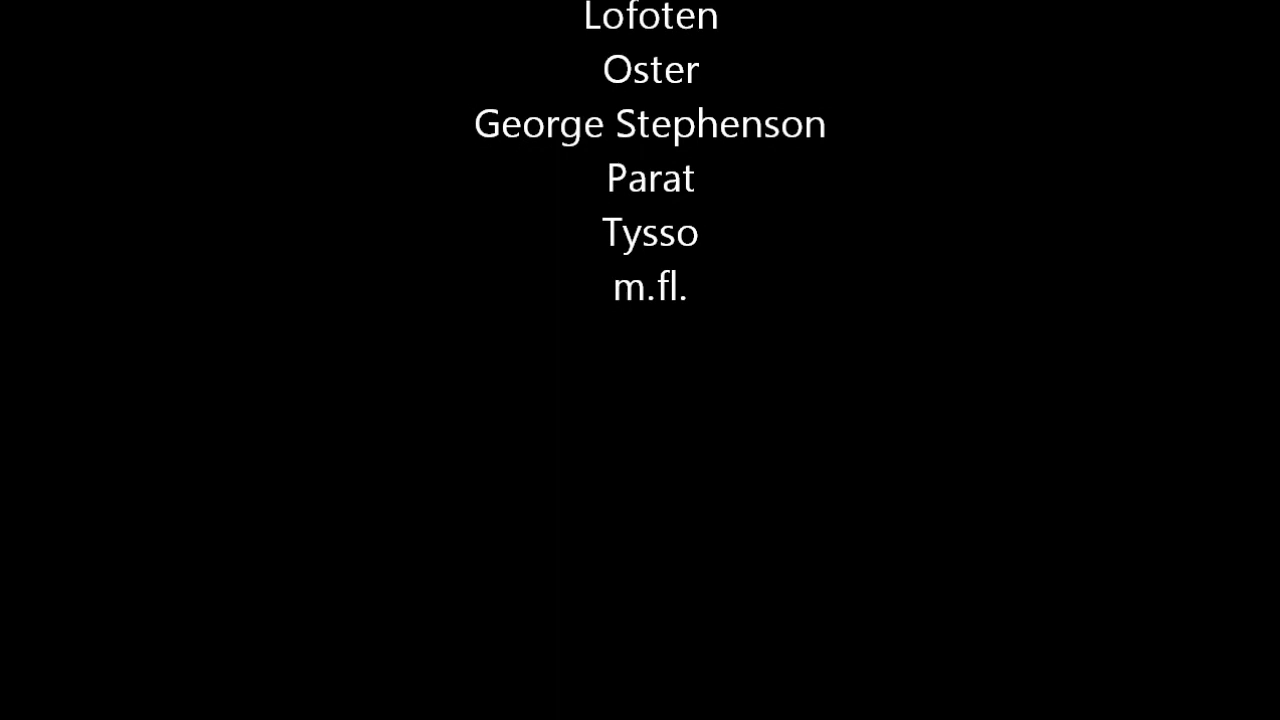 Lofoten
Oster
George Stephenson
Parat
Tysso
m.fl.